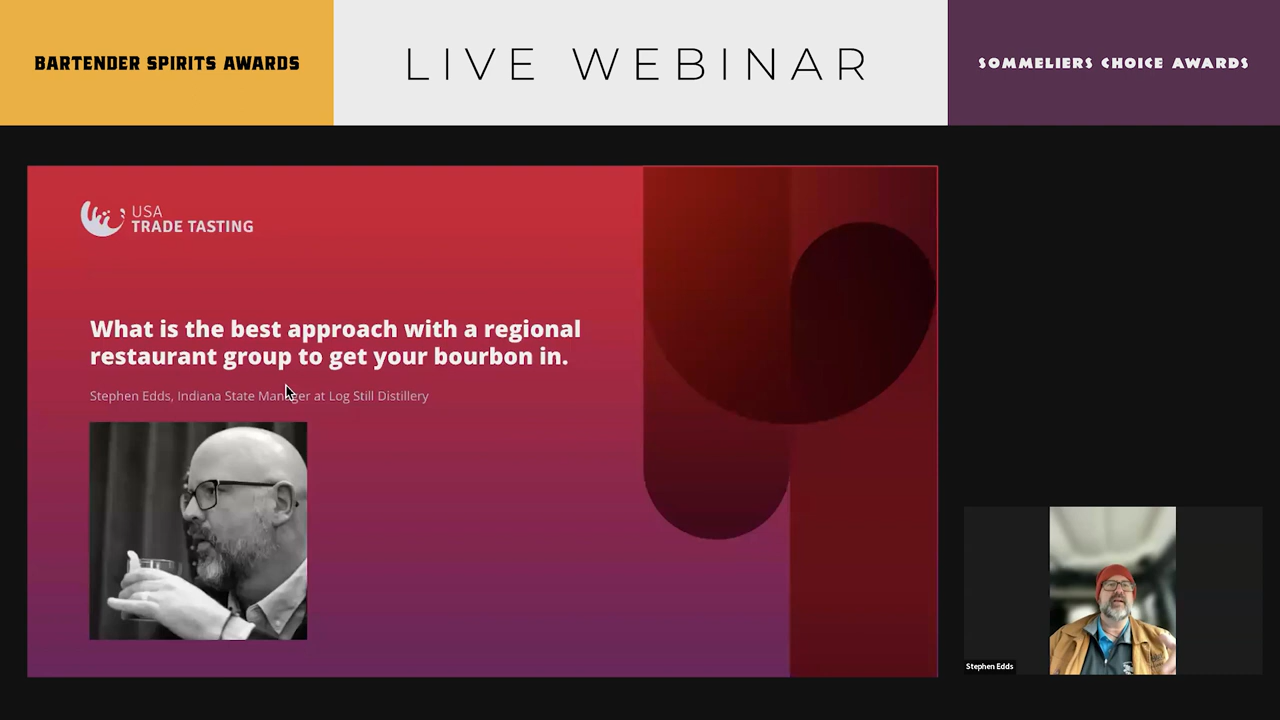 BARTENDER SPIRITS AWARDS
LIVE WEBINAR
SOMMELIERS CHOICE AWARDS
USA
TRADE TASTING
What is the best approach with a regional
restaurant group to get your bourbon in.
Stephen Edds, Indiana State Manager at Log Still Distillery
Stephen Edds